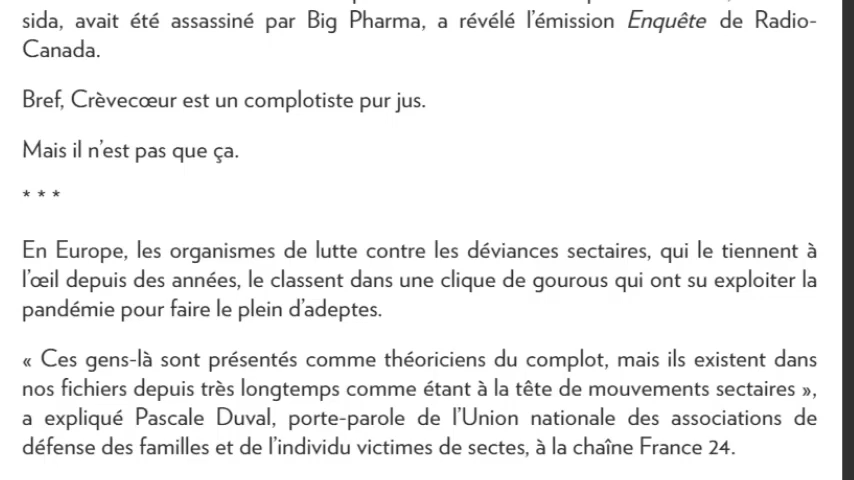 sida, avait été assassiné par Big Pharma, a révélé l’émission Enquête de Radio-
Canada.
Bref, Crèvecœur est un complotiste pur jus.
Mais il n’est pas que ça.
* * *
En Europe, les organismes de lutte contre les déviances sectaires, qui le tiennent à
l’œil depuis des années, le classent dans une clique de gourous qui ont su exploiter la
pandémie pour faire le plein d’adeptes.
« Ces gens-là sont présentés comme théoriciens du complot, mais ils existent dans
nos fichiers depuis très longtemps comme étant à la tête de mouvements sectaires »,
a expliqué Pascale Duval, porte-parole de l’Union nationale des associations de
défense des familles et de l’individu victimes de sectes, à la chaîne France 24.